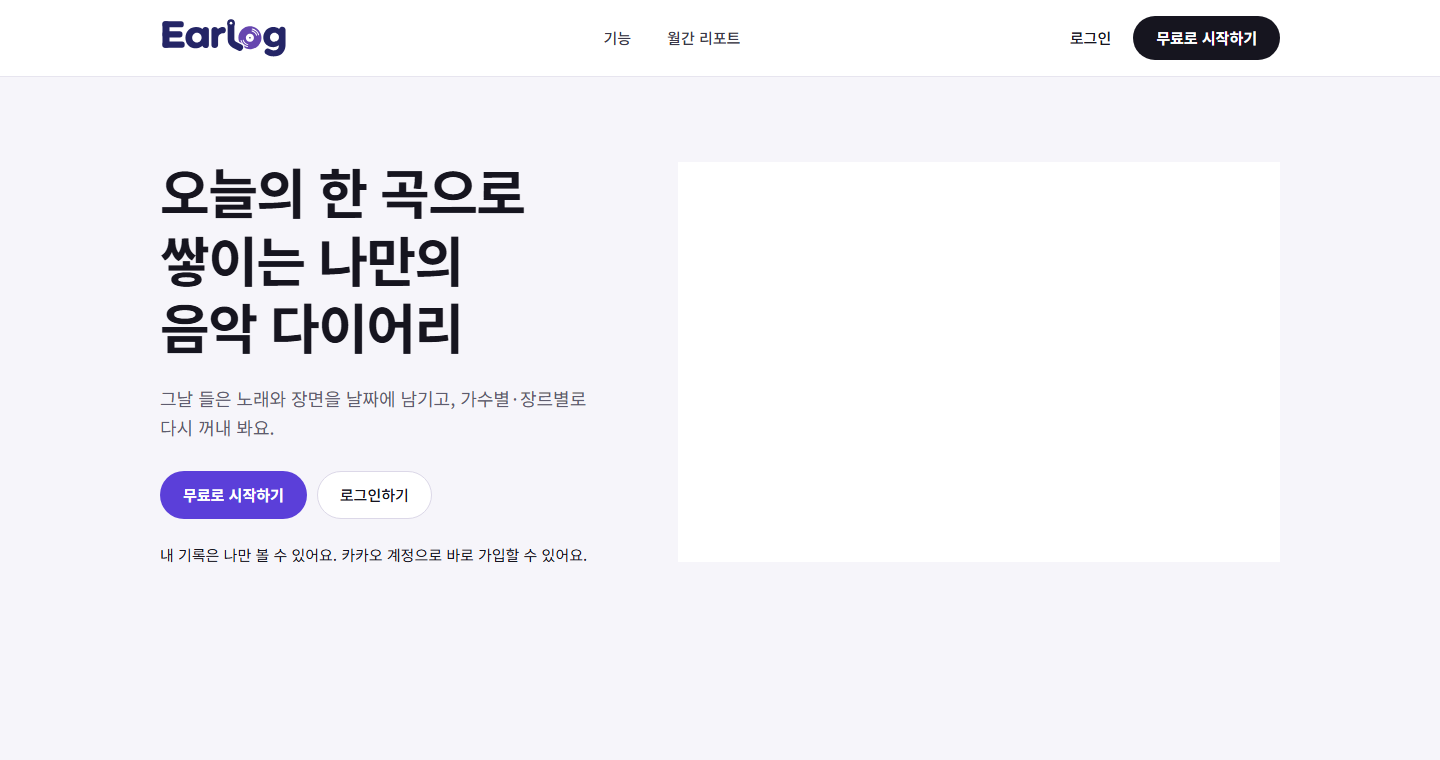 Earlog
기능
월간 리포트
로그인
무료로 시작하기
오늘의 한 곡으로
쌓이는 나만의
음악 다이어리
그날 들은 노래와 장면을 날짜에 남기고, 가수별·장르별로
다시 꺼내 봐요.
무료로 시작하기
로그인하기
내 기록은 나만 볼 수 있어요. 카카오 계정으로 바로 가입할 수 있어요.